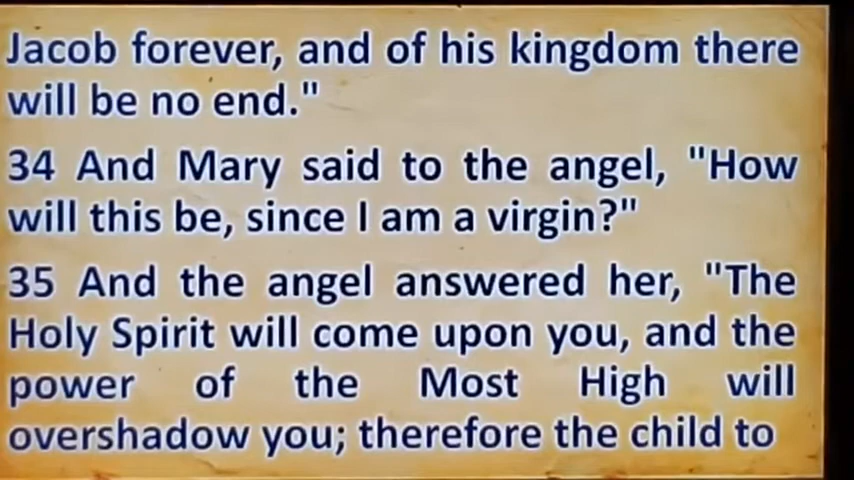 Jacob forever, and of his kingdom there
will be no end."
34 And Mary said to the angel, "How
will this be, since I am a virgin?"
35 And the angel answered her, "The
Holy Spirit will come upon you, and the
power of the Most High will
overshadow you; therefore the child to